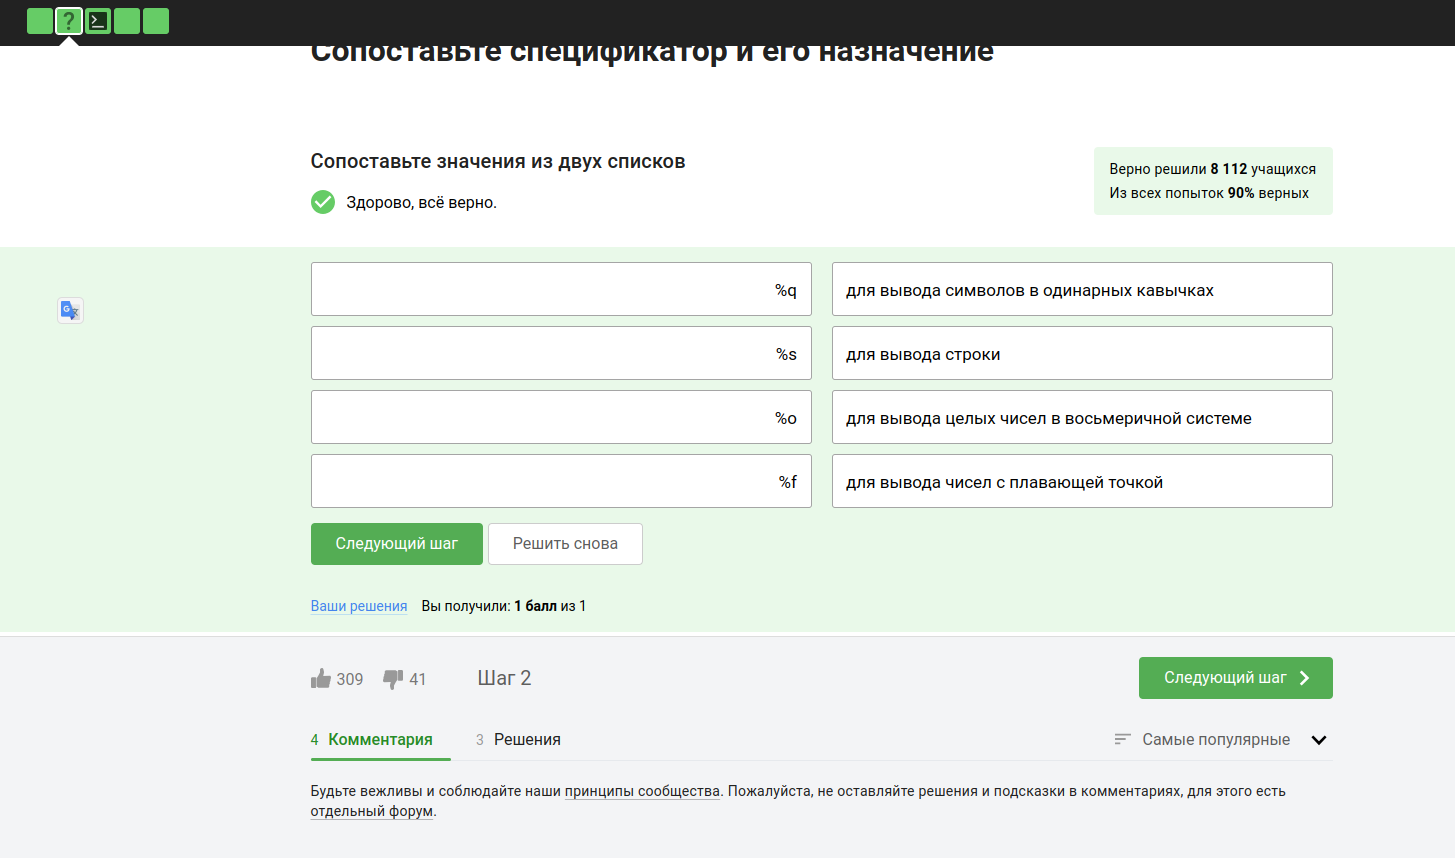 Сопоставьте спецификатор и его назначение
Сопоставьте значения из двух списков
Здорово, всё верно.
Верно решили 8 112 учащихся
Из всех попыток 90% верных
%q для вывода символов в одинарных кавычках
%s для вывода строки
%o для вывода целых чисел в восьмеричной системе
%f для вывода чисел с плавающей точкой
Следующий шаг Решить снова
Ваши решения Вы получили: 1 балл из 1
309 41 Шаг 2 Следующий шаг
4 Комментария 3 Решения Самые популярные
Будьте вежливы и соблюдайте наши принципы сообщества. Пожалуйста, не оставляйте решения и подсказки в комментариях, для этого есть
отдельный форум.